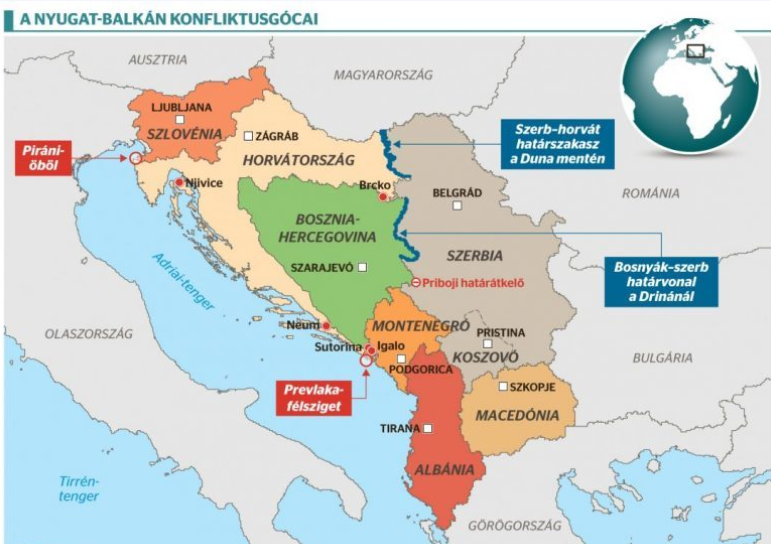 A NYUGAT-BALKÁN KONFLIKTUSGÓCAI
AUSZTRIA
MAGYARORSZÁG
LJUBLJANA
SZLOVÉNIA
ZÁGRÁB
HORVÁTORSZÁG
Szerb–horvát
határszakasz
a Duna mentén
Piráni-
öböl
Njivice
Brcko
BELGRÁD
ROMÁNIA
BOSZNIA-
HERCEGOVINA
SZERBIA
Adriai-tenger
SZARAJEVÓ
Priboji határátkelő
Bosnyák–szerb
határvonal
a Drinánál
OLASZORSZÁG
Neum
MONTENEGRÓ
PRISTINA
Sutorina
Igalo
KOSZOVÓ
BULGÁRIA
PODGORICA
Prevlaka-
félsziget
SZKOPJE
MACEDÓNIA
TIRANA
ALBÁNIA
Tirrén-
tenger
GÖRÖGORSZÁG